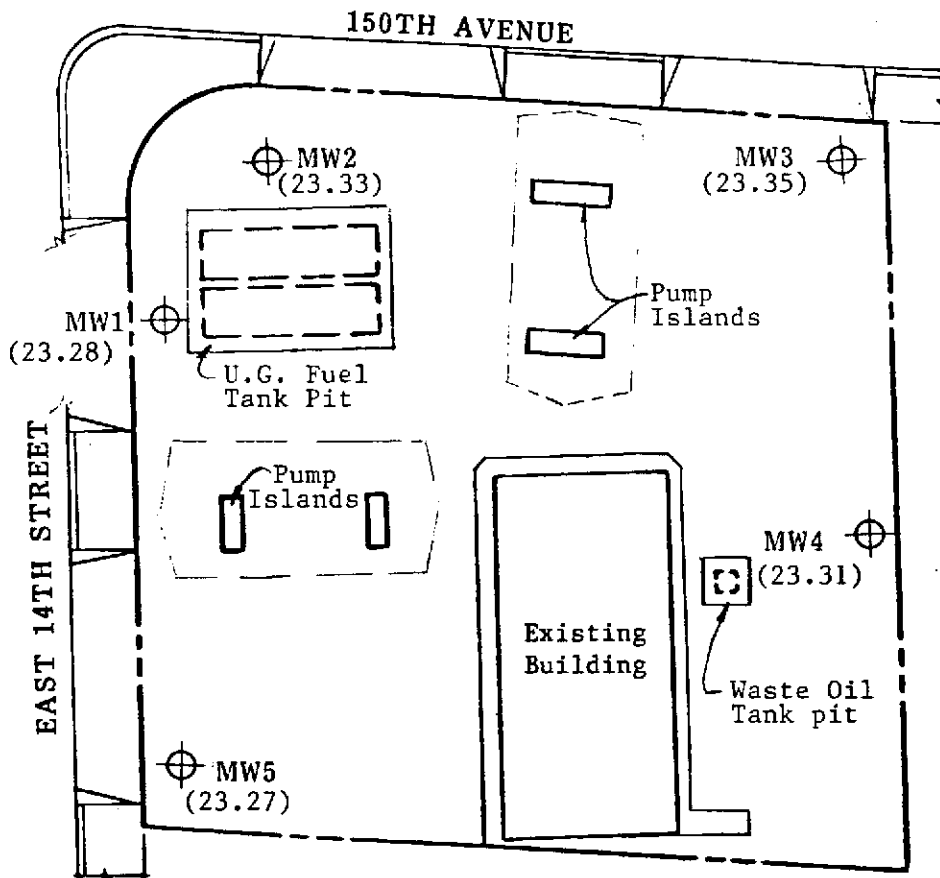 150TH AVENUE
MW2
(23.33)
MW3
(23.35)
MW1
(23.28)
Pump
Islands
U.G. Fuel
Tank Pit
EAST 14TH STREET
Pump
Islands
MW4
(23.31)
Existing
Building
Waste Oil
Tank pit
MW5
(23.27)